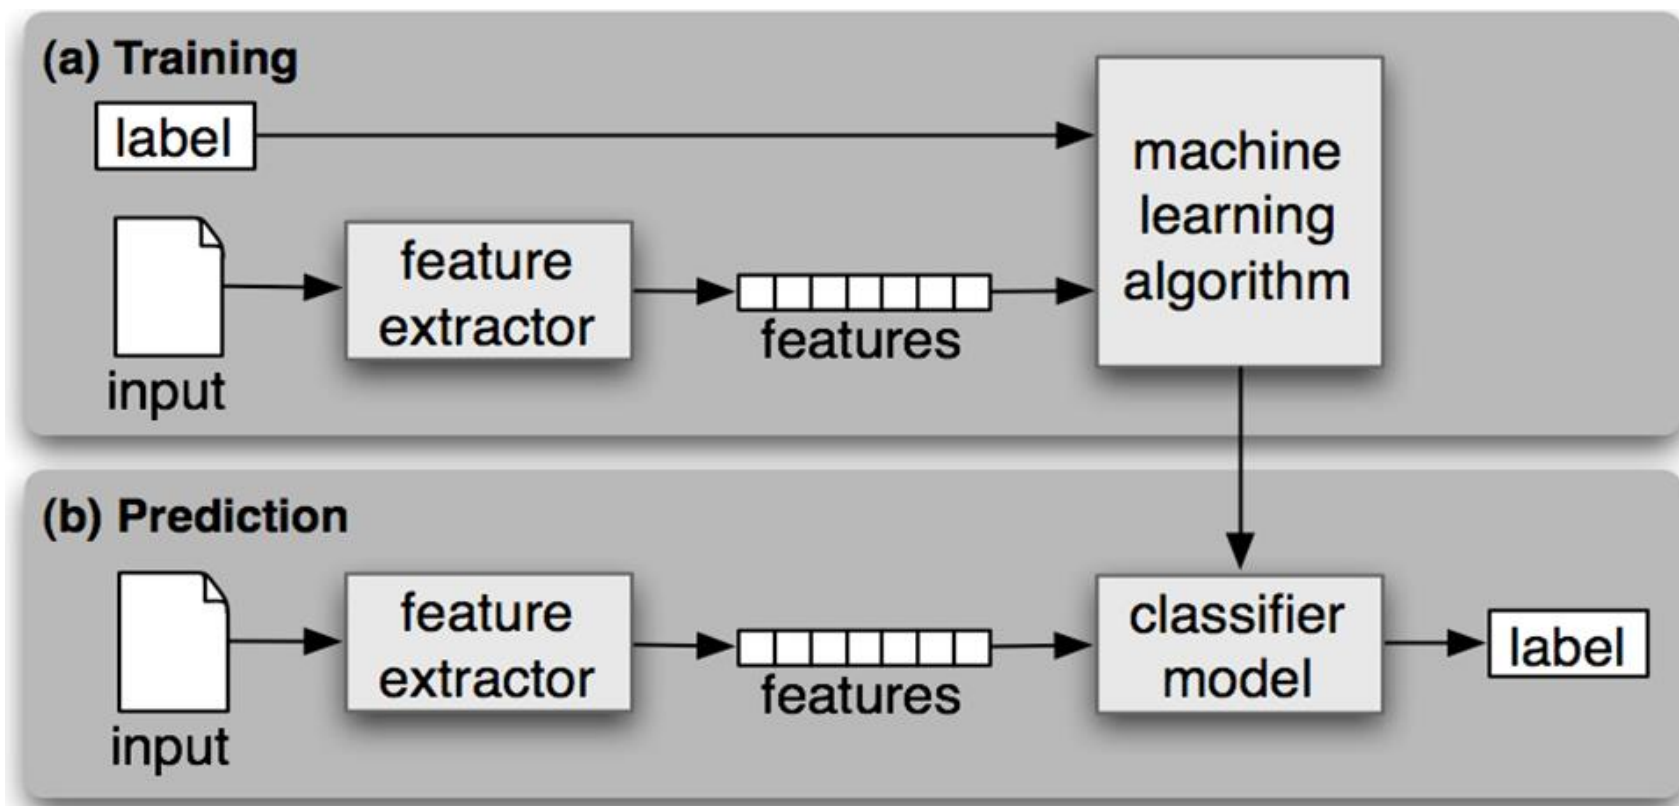 (a) Training
label
machine
learning
algorithm
feature
extractor
features
input
(b) Prediction
feature
extractor
features
input
classifier
model
label